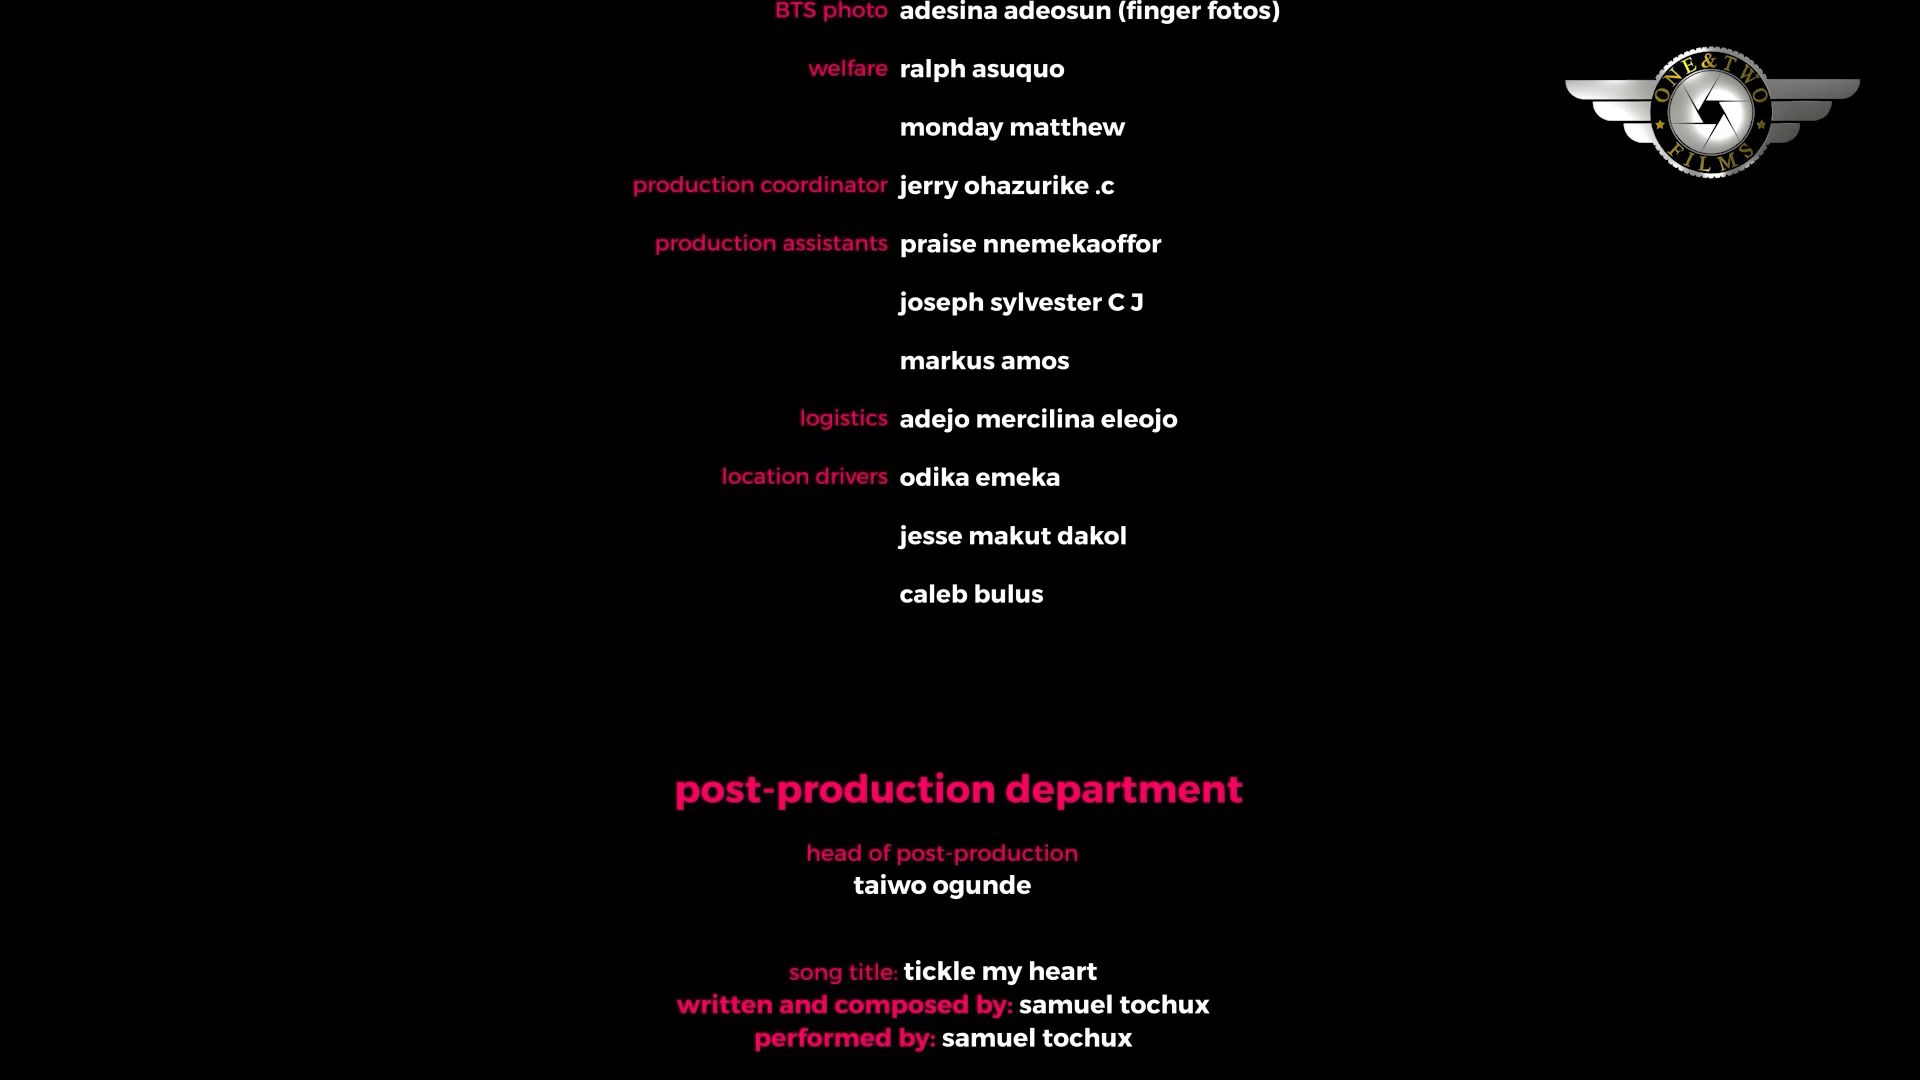 BTS photo adesina adeosun (finger fotos)
welfare ralph asuquo
monday matthew
production coordinator jerry ohazurike .c
production assistants praise nnemekaoffor
joseph sylvester C J
markus amos
logistics adejo mercilina eleojo
location drivers odika emeka
jesse makut dakol
caleb bulus
post-production department
head of post-production
taiwo ogunde
song title: tickle my heart
written and composed by: samuel tochux
performed by: samuel tochux
ONE&TWO
FILMS